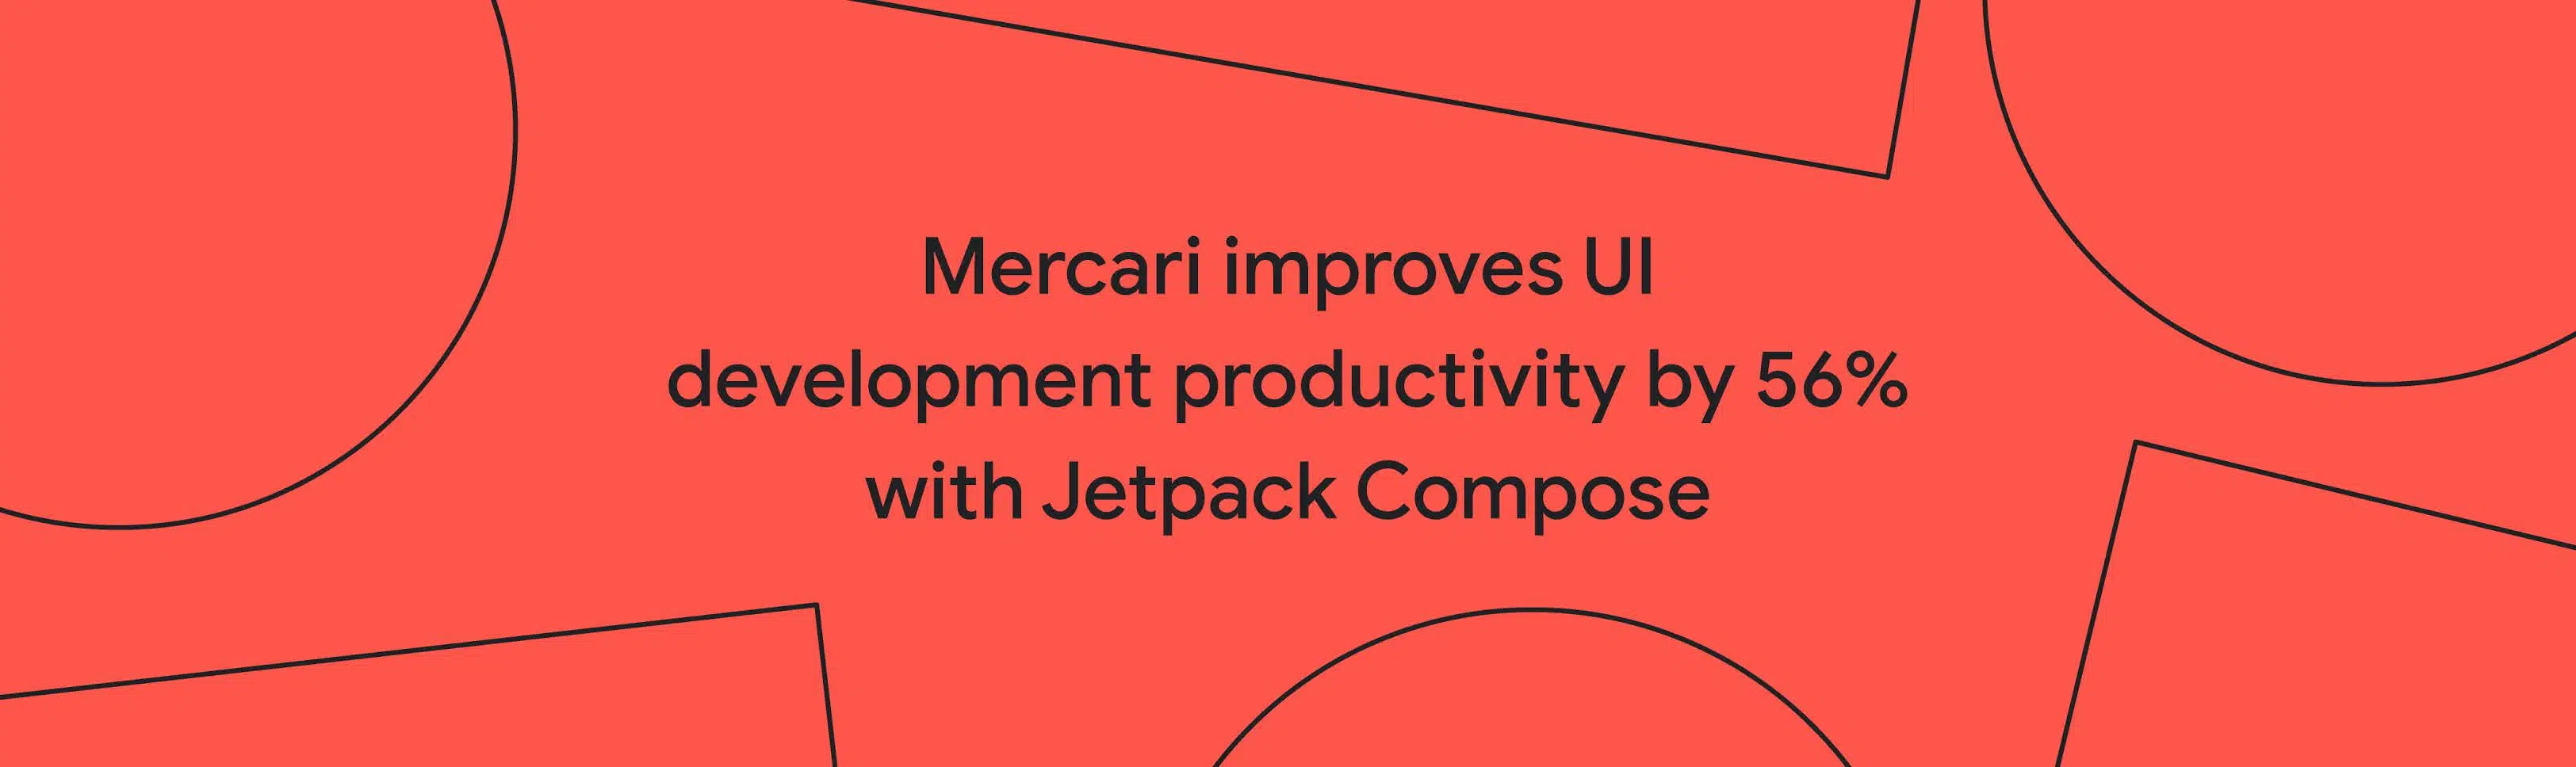 Mercari improves UI
development productivity by 56%
with Jetpack Compose